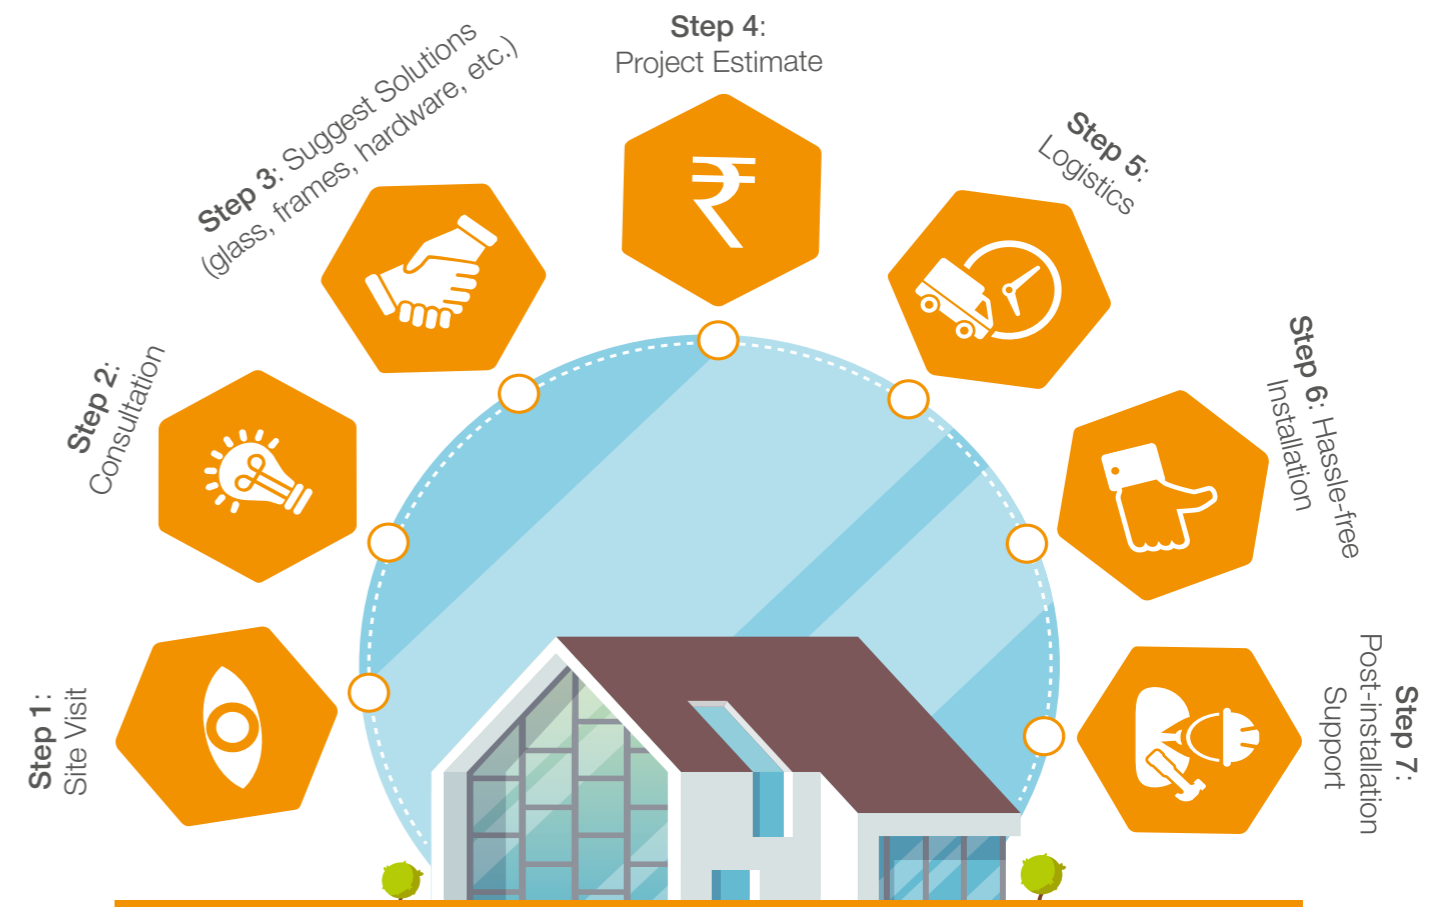 Step 1:
Site Visit
Step 2:
Consultation
Step 3: Suggest Solutions
(glass, frames, hardware, etc.)
Step 4:
Project Estimate
₹
Step 5:
Logistics
Step 6: Hassle-free
Installation
Step 7:
Post-installation
Support